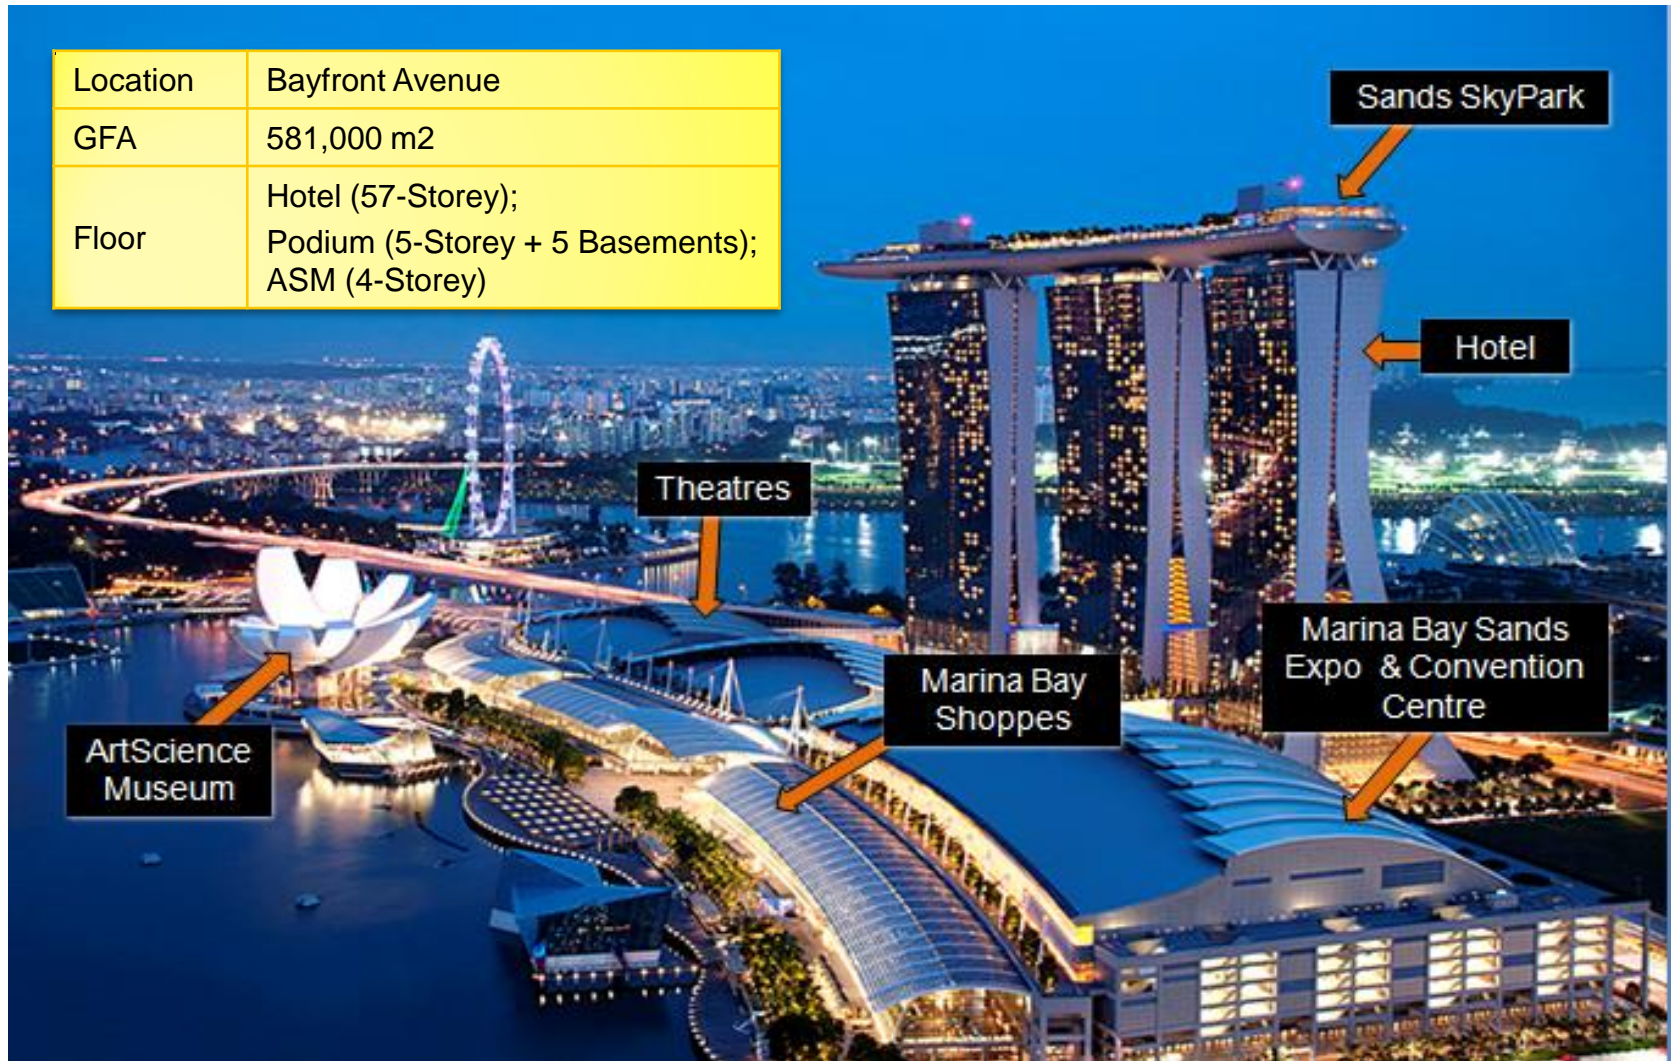 Location Bayfront Avenue
GFA 581,000 m2
Floor Hotel (57-Storey);
Podium (5-Storey + 5 Basements);
ASM (4-Storey)
Sands SkyPark
Hotel
Theatres
Marina Bay Sands
Expo & Convention
Centre
Marina Bay
Shoppes
ArtScience
Museum